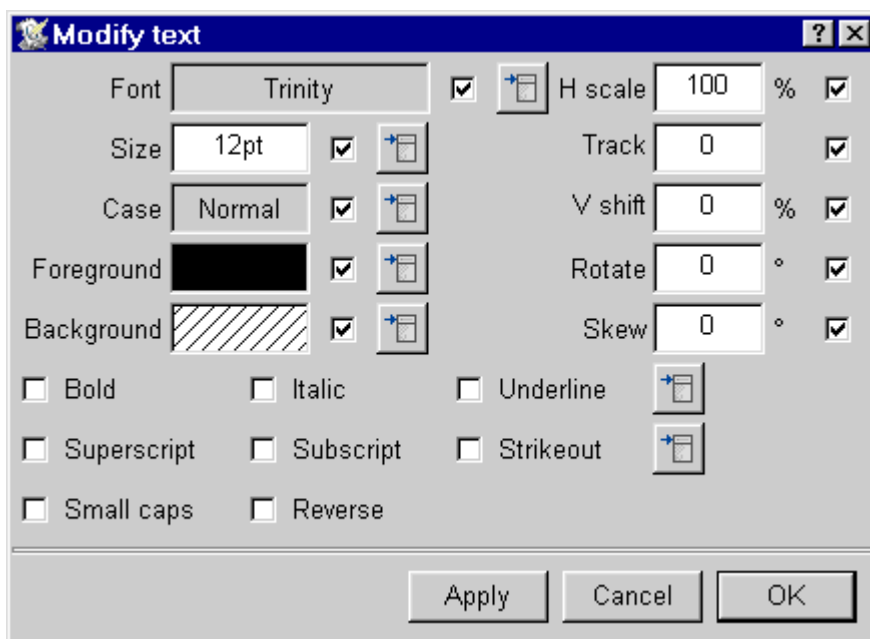 Modify text
Font Trinity H scale 100 %
Size 12pt Track 0
Case Normal V shift 0 %
Foreground Rotate 0 °
Background Skew 0 °
Bold Italic Underline
Superscript Subscript Strikeout
Small caps Reverse
Apply Cancel OK